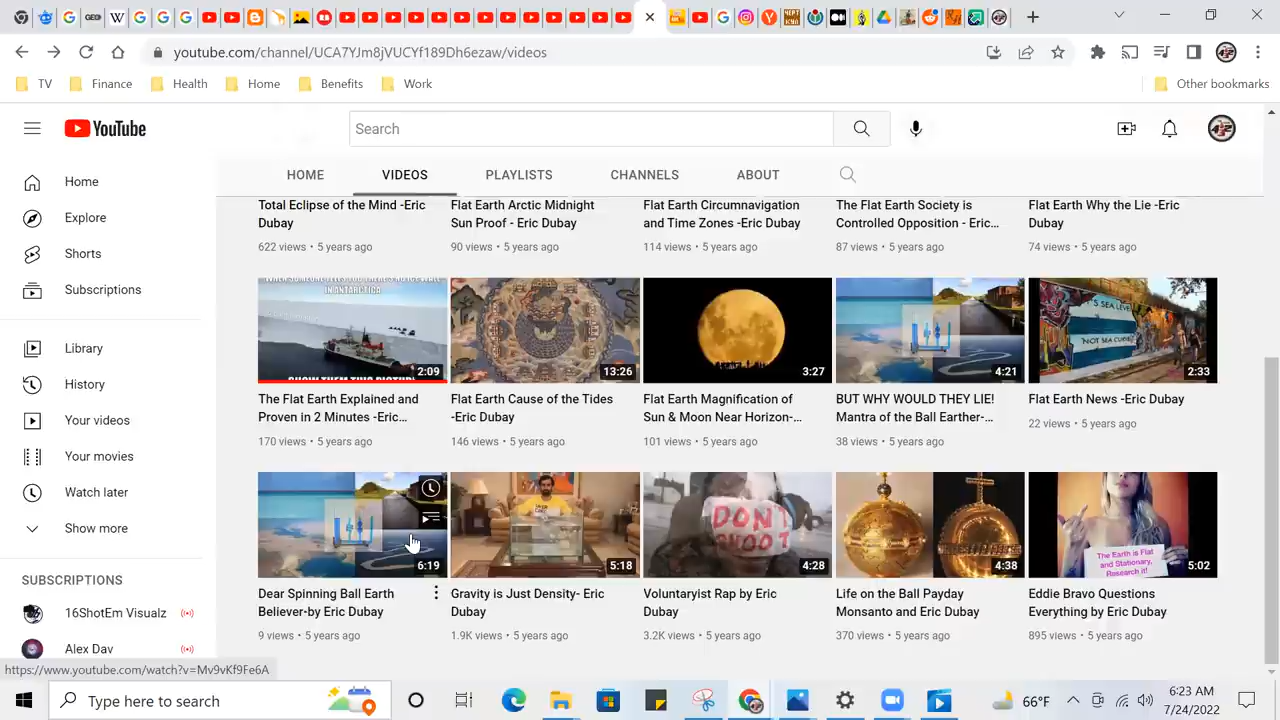 youtube.com/channel/UCA7YJm8jVUCYf189Dh6ezaw/videos
TV Finance Health Home Benefits Work Other bookmarks
YouTube
Search
HOME VIDEOS PLAYLISTS CHANNELS ABOUT
Home
Explore
Shorts
Subscriptions
Library
History
Your videos
Your movies
Watch later
Show more
SUBSCRIPTIONS
16ShotEm Visualz
Alex Dav
Total Eclipse of the Mind -Eric
Dubay
622 views • 5 years ago
Flat Earth Arctic Midnight
Sun Proof - Eric Dubay
90 views • 5 years ago
Flat Earth Circumnavigation
and Time Zones -Eric Dubay
114 views • 5 years ago
The Flat Earth Society is
Controlled Opposition - Eric...
87 views • 5 years ago
Flat Earth Why the Lie -Eric
Dubay
74 views • 5 years ago
IN ANTARCTICA
2:09
The Flat Earth Explained and
Proven in 2 Minutes -Eric...
170 views • 5 years ago
13:26
Flat Earth Cause of the Tides
-Eric Dubay
146 views • 5 years ago
3:27
Flat Earth Magnification of
Sun & Moon Near Horizon-...
101 views • 5 years ago
4:21
BUT WHY WOULD THEY LIE!
Mantra of the Ball Earther-...
38 views • 5 years ago
"IT'S SEA LEVEL
NOT SEA CURVE"
2:33
Flat Earth News -Eric Dubay
22 views • 5 years ago
6:19
Dear Spinning Ball Earth
Believer-by Eric Dubay
9 views • 5 years ago
5:18
Gravity is Just Density- Eric
Dubay
1.9K views • 5 years ago
DON'T
SHOOT
4:28
Voluntaryist Rap by Eric
Dubay
3.2K views • 5 years ago
4:38
Life on the Ball Payday
Monsanto and Eric Dubay
370 views • 5 years ago
The Earth is Flat
and Stationary,
Research it!
5:02
Eddie Bravo Questions
Everything by Eric Dubay
895 views • 5 years ago
https://www.youtube.com/watch?v=Mv9vKf9Fe6A
Type here to search
66°F
6:23 AM
7/24/2022